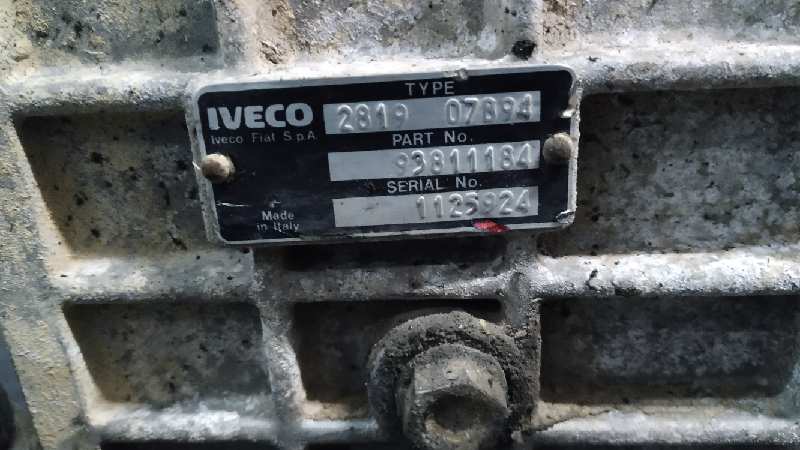 TYPE
IVECO 2819 07894
Iveco Fiat S.p.A. PART No.
93811184
SERIAL No.
1125924
Made
in Italy